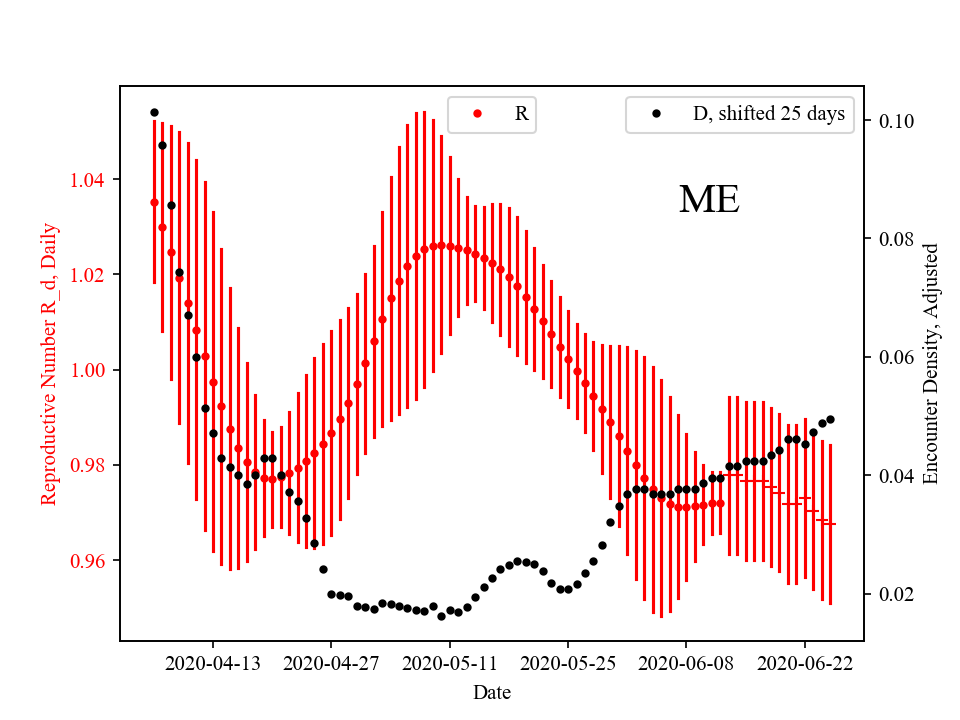 R
D, shifted 25 days
ME
Reproductive Number R_d, Daily
1.04
1.02
1.00
0.98
0.96
0.10
0.08
0.06
0.04
0.02
Encounter Density, Adjusted
2020-04-13
2020-04-27
2020-05-11
2020-05-25
2020-06-08
2020-06-22
Date